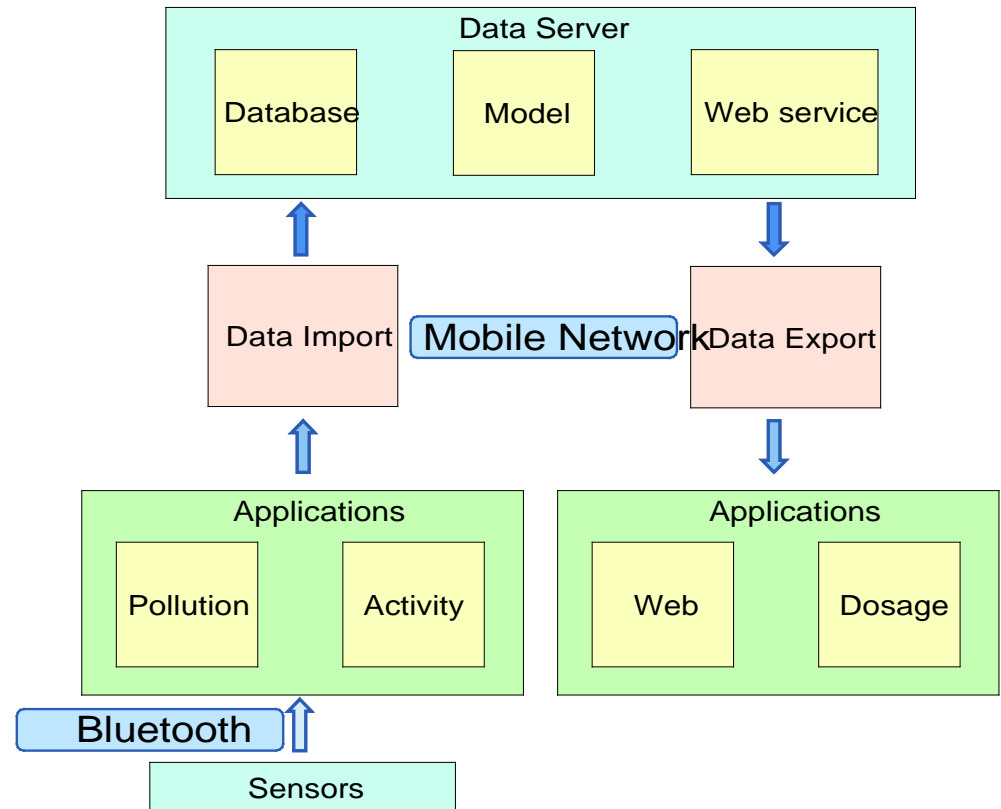 Data Server
Database
Model
Web service
Data Import
Mobile Network
Data Export
Applications
Pollution
Activity
Applications
Web
Dosage
Bluetooth
Sensors